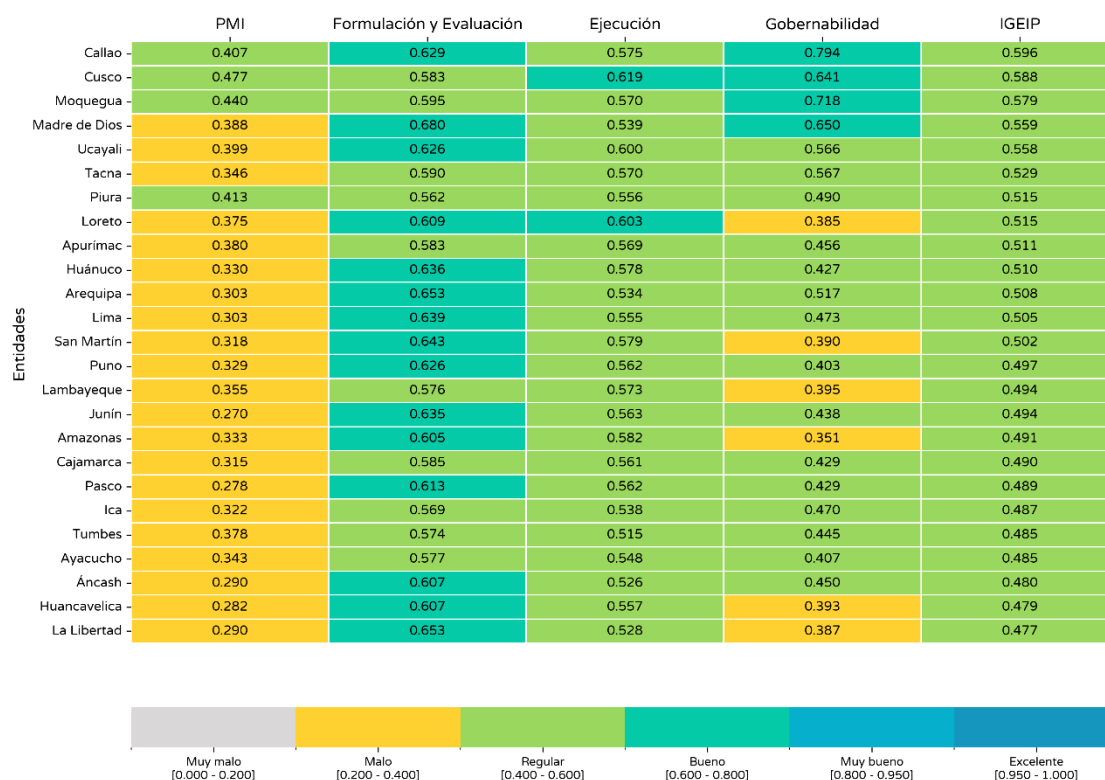 PMI Formulación y Evaluación Ejecución Gobernabilidad IGEIP
Callao 0.407 0.629 0.575 0.794 0.596
Cusco 0.477 0.583 0.619 0.641 0.588
Moquegua 0.440 0.595 0.570 0.718 0.579
Madre de Dios 0.388 0.680 0.539 0.650 0.559
Ucayali 0.399 0.626 0.600 0.566 0.558
Tacna 0.346 0.590 0.570 0.567 0.529
Piura 0.413 0.562 0.556 0.490 0.515
Loreto 0.375 0.609 0.603 0.385 0.515
Apurímac 0.380 0.583 0.569 0.456 0.511
Huánuco 0.330 0.636 0.578 0.427 0.510
Arequipa 0.303 0.653 0.534 0.517 0.508
Lima 0.303 0.639 0.555 0.473 0.505
San Martín 0.318 0.643 0.579 0.390 0.502
Puno 0.329 0.626 0.562 0.403 0.497
Lambayeque 0.355 0.576 0.573 0.395 0.494
Junín 0.270 0.635 0.563 0.438 0.494
Amazonas 0.333 0.605 0.582 0.351 0.491
Cajamarca 0.315 0.585 0.561 0.429 0.490
Pasco 0.278 0.613 0.562 0.429 0.489
Ica 0.322 0.569 0.538 0.470 0.487
Tumbes 0.378 0.574 0.515 0.445 0.485
Ayacucho 0.343 0.577 0.548 0.407 0.485
Áncash 0.290 0.607 0.526 0.450 0.480
Huancavelica 0.282 0.607 0.557 0.393 0.479
La Libertad 0.290 0.653 0.528 0.387 0.477
Entidades
Muy malo Malo Regular Bueno Muy bueno Excelente
[0.000 - 0.200] [0.200 - 0.400] [0.400 - 0.600] [0.600 - 0.800] [0.800 - 0.950] [0.950 - 1.000]